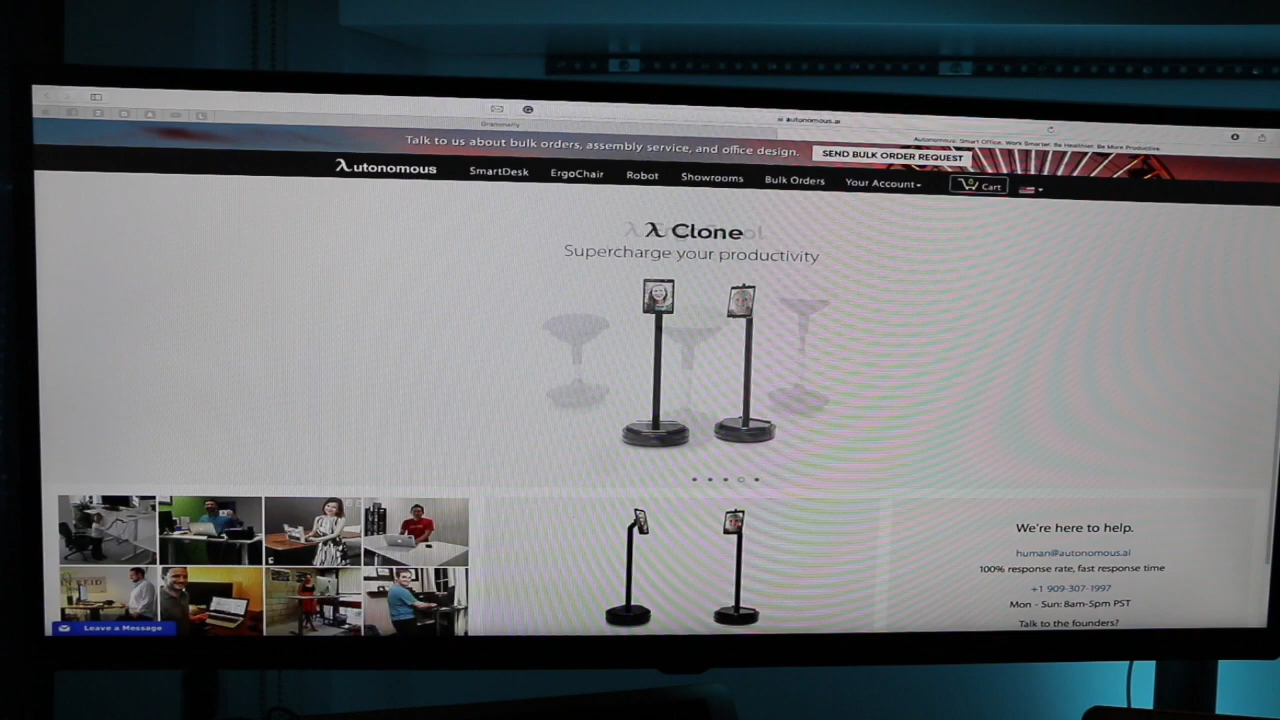 autonomous.ai
Grammarly
Autonomous: Smart Office. Work Smarter. Be Healthier. Be More Productive.
Talk to us about bulk orders, assembly service, and office design.
SEND BULK ORDER REQUEST
λutonomous
SmartDesk
ErgoChair
Robot
Showrooms
Bulk Orders
Your Account
0
Cart
λ Clone
Supercharge your productivity
We're here to help.
human@autonomous.ai
100% response rate, fast response time
+1 909-307-1997
Mon - Sun: 8am-5pm PST
Talk to the founders?
Leave a Message